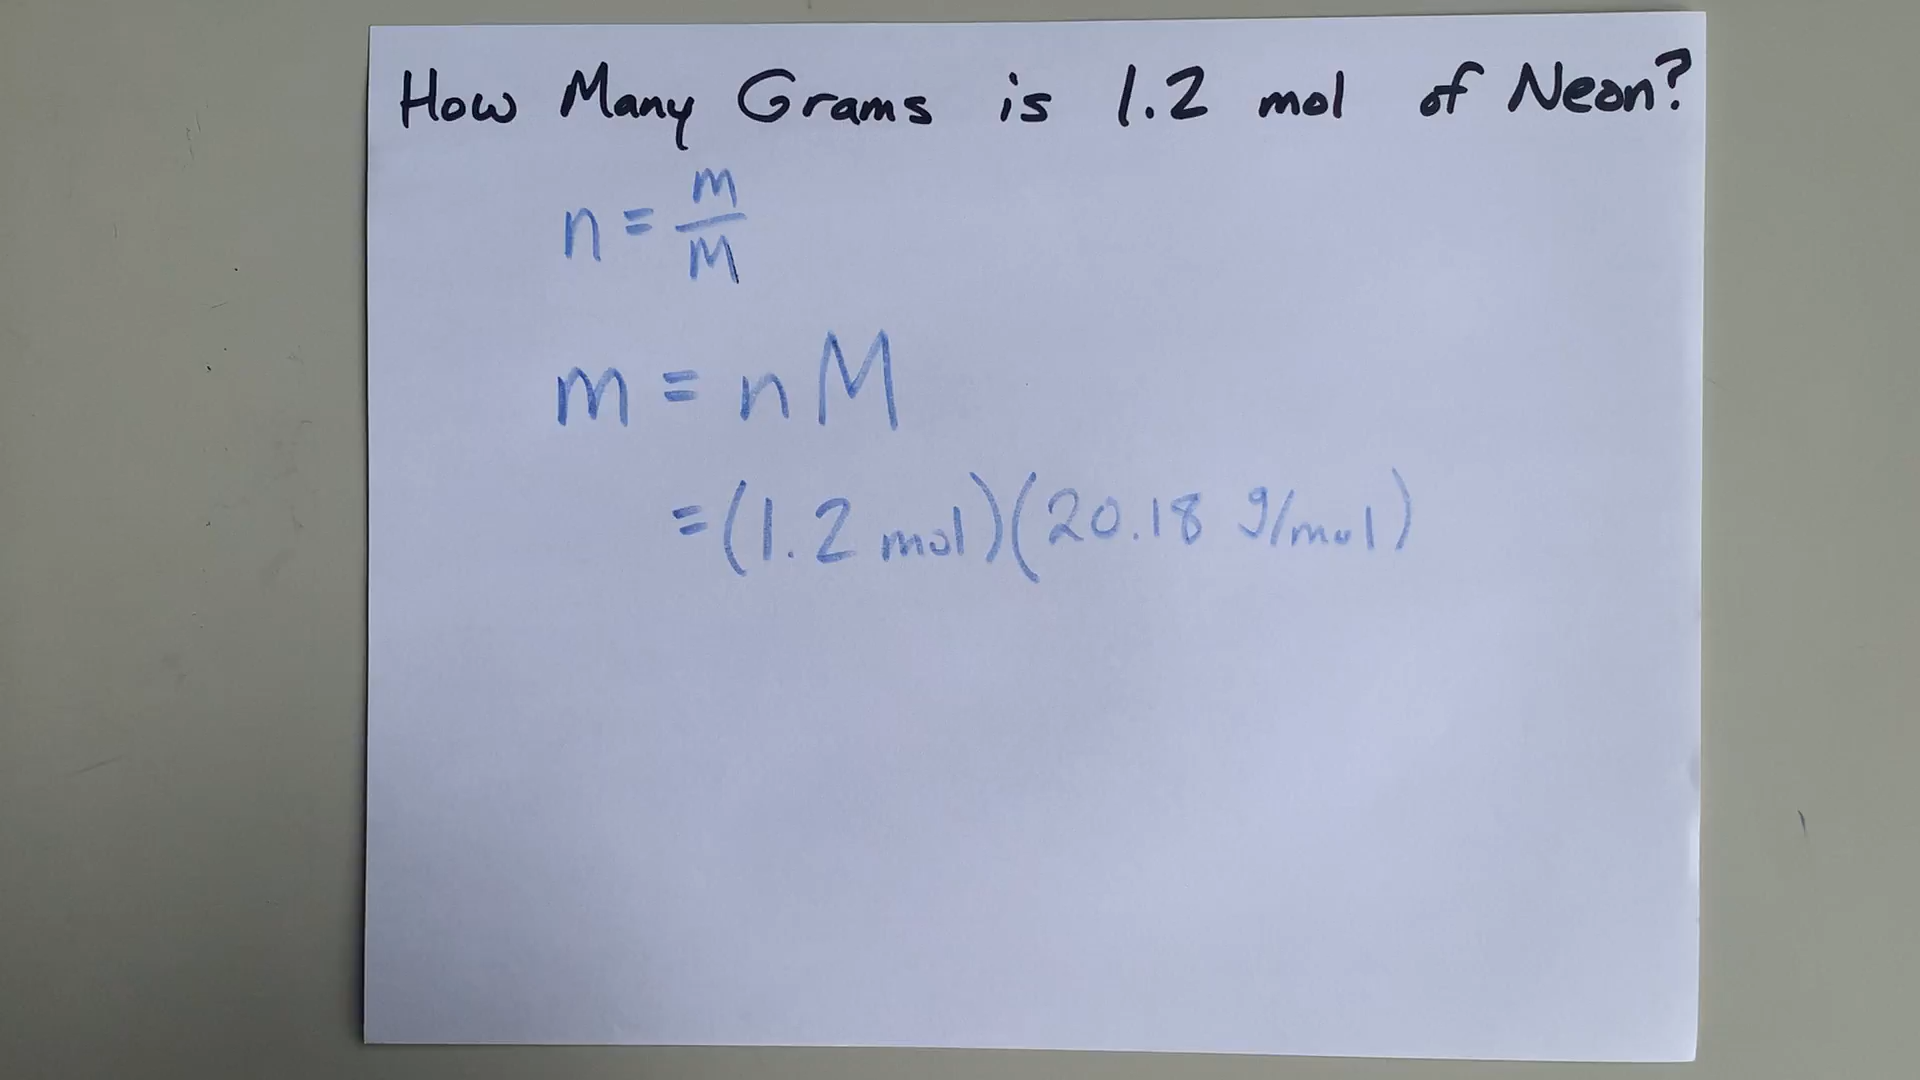 How Many Grams is 1.2 mol of Neon?
n = m/M
m = nM
= (1.2 mol)(20.18 g/mol)